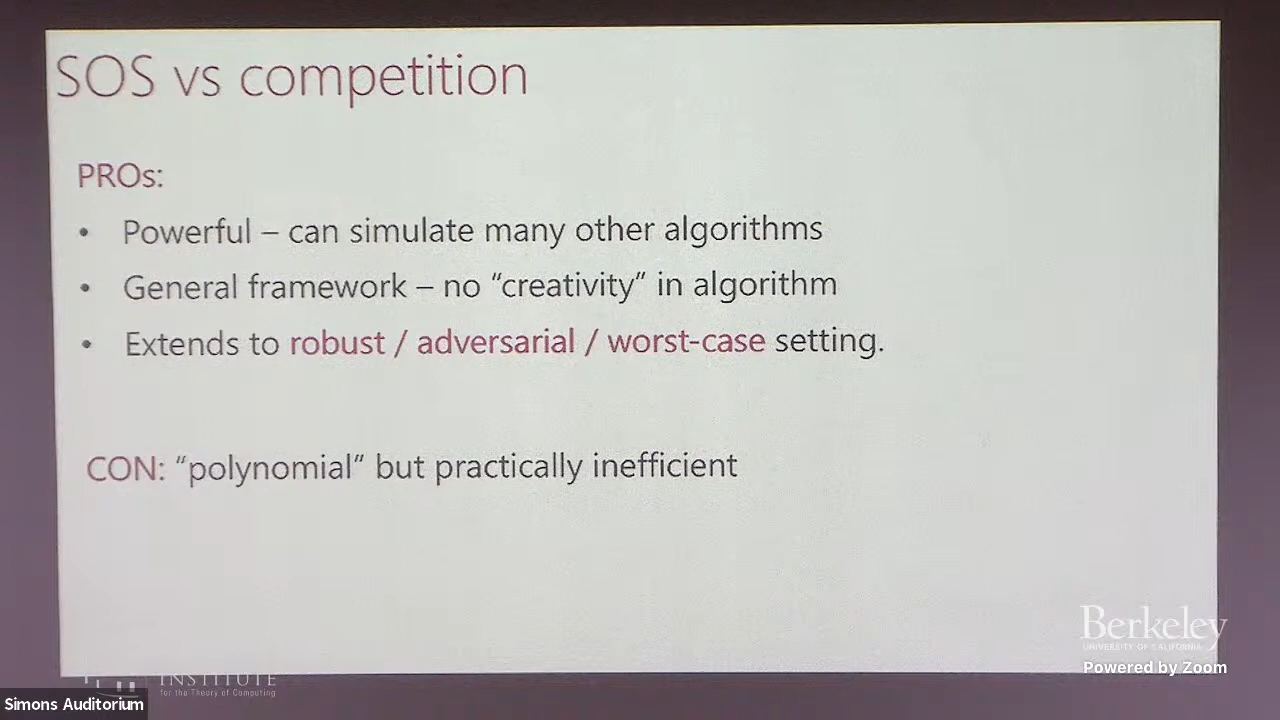 SOS vs competition
PROs:
• Powerful – can simulate many other algorithms
• General framework – no “creativity” in algorithm
• Extends to robust / adversarial / worst-case setting.
CON: “polynomial” but practically inefficient
Berkeley
UNIVERSITY OF CALIFORNIA
Powered by Zoom
INSTITUTE
for the Theory of Computing
Simons Auditorium